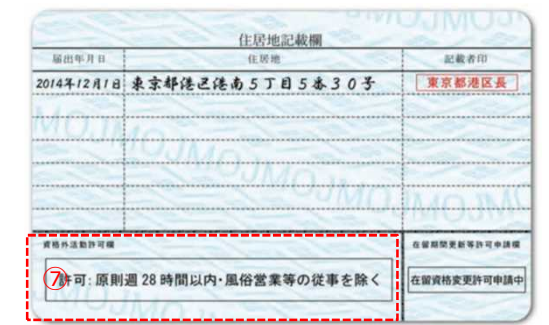 住居地記載欄
届出年月日 住居地 記載者印
2014年12月1日 東京都港区港南5丁目5番30号 東京都港区長
資格外活動許可欄 在留期間更新等許可申請欄
⑦許可:原則週28時間以内・風俗営業等の従事を除く 在留資格変更許可申請中
MOJMOJMOJMOJ